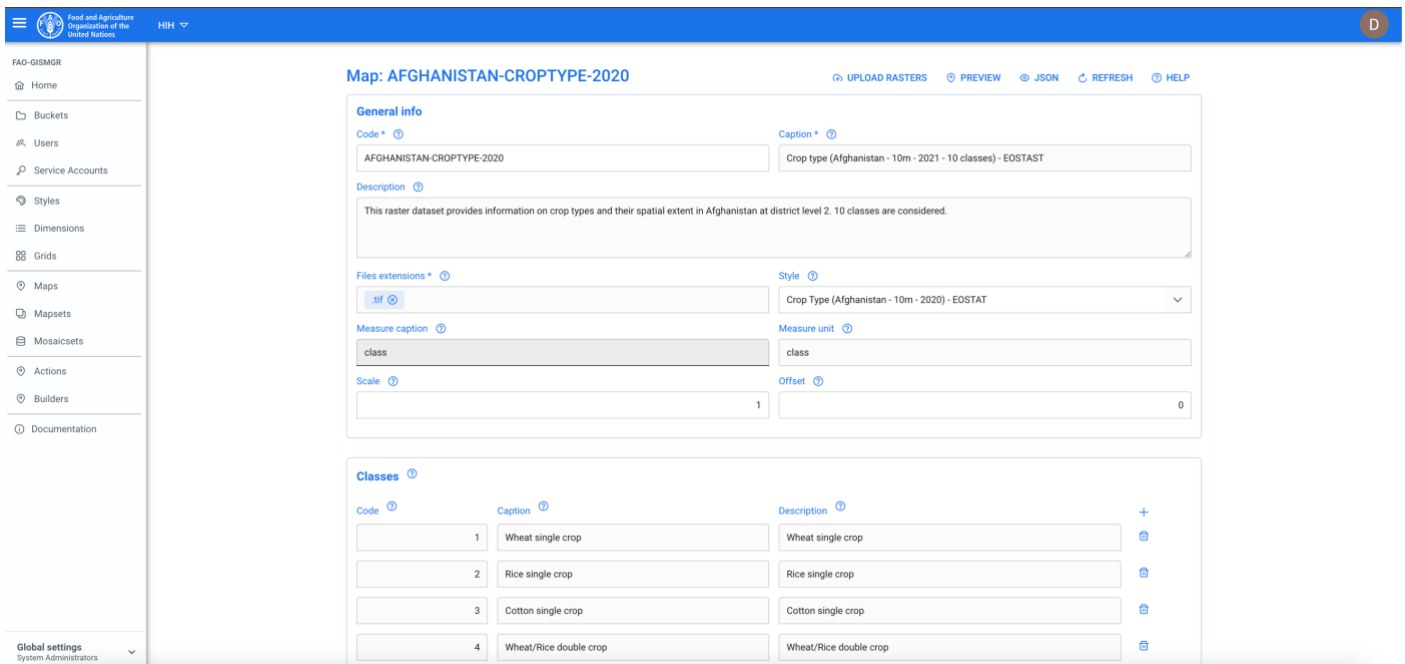 Food and Agriculture
Organization of the
United Nations
HIH
D
FAO-GISMGR
Home
Buckets
Users
Service Accounts
Styles
Dimensions
Grids
Maps
Mapsets
Mosaicsets
Actions
Builders
Documentation
Global settings
System Administrators
Map: AFGHANISTAN-CROPTYPE-2020
UPLOAD RASTERS PREVIEW JSON REFRESH HELP
General info
Code * Caption *
AFGHANISTAN-CROPTYPE-2020 Crop type (Afghanistan - 10m - 2021 - 10 classes) - EOSTAST
Description
This raster dataset provides information on crop types and their spatial extent in Afghanistan at district level 2. 10 classes are considered.
Files extensions * Style
.tif Crop Type (Afghanistan - 10m - 2020) - EOSTAT
Measure caption Measure unit
class class
Scale Offset
1 0
Classes
Code Caption Description
1 Wheat single crop Wheat single crop
2 Rice single crop Rice single crop
3 Cotton single crop Cotton single crop
4 Wheat/Rice double crop Wheat/Rice double crop